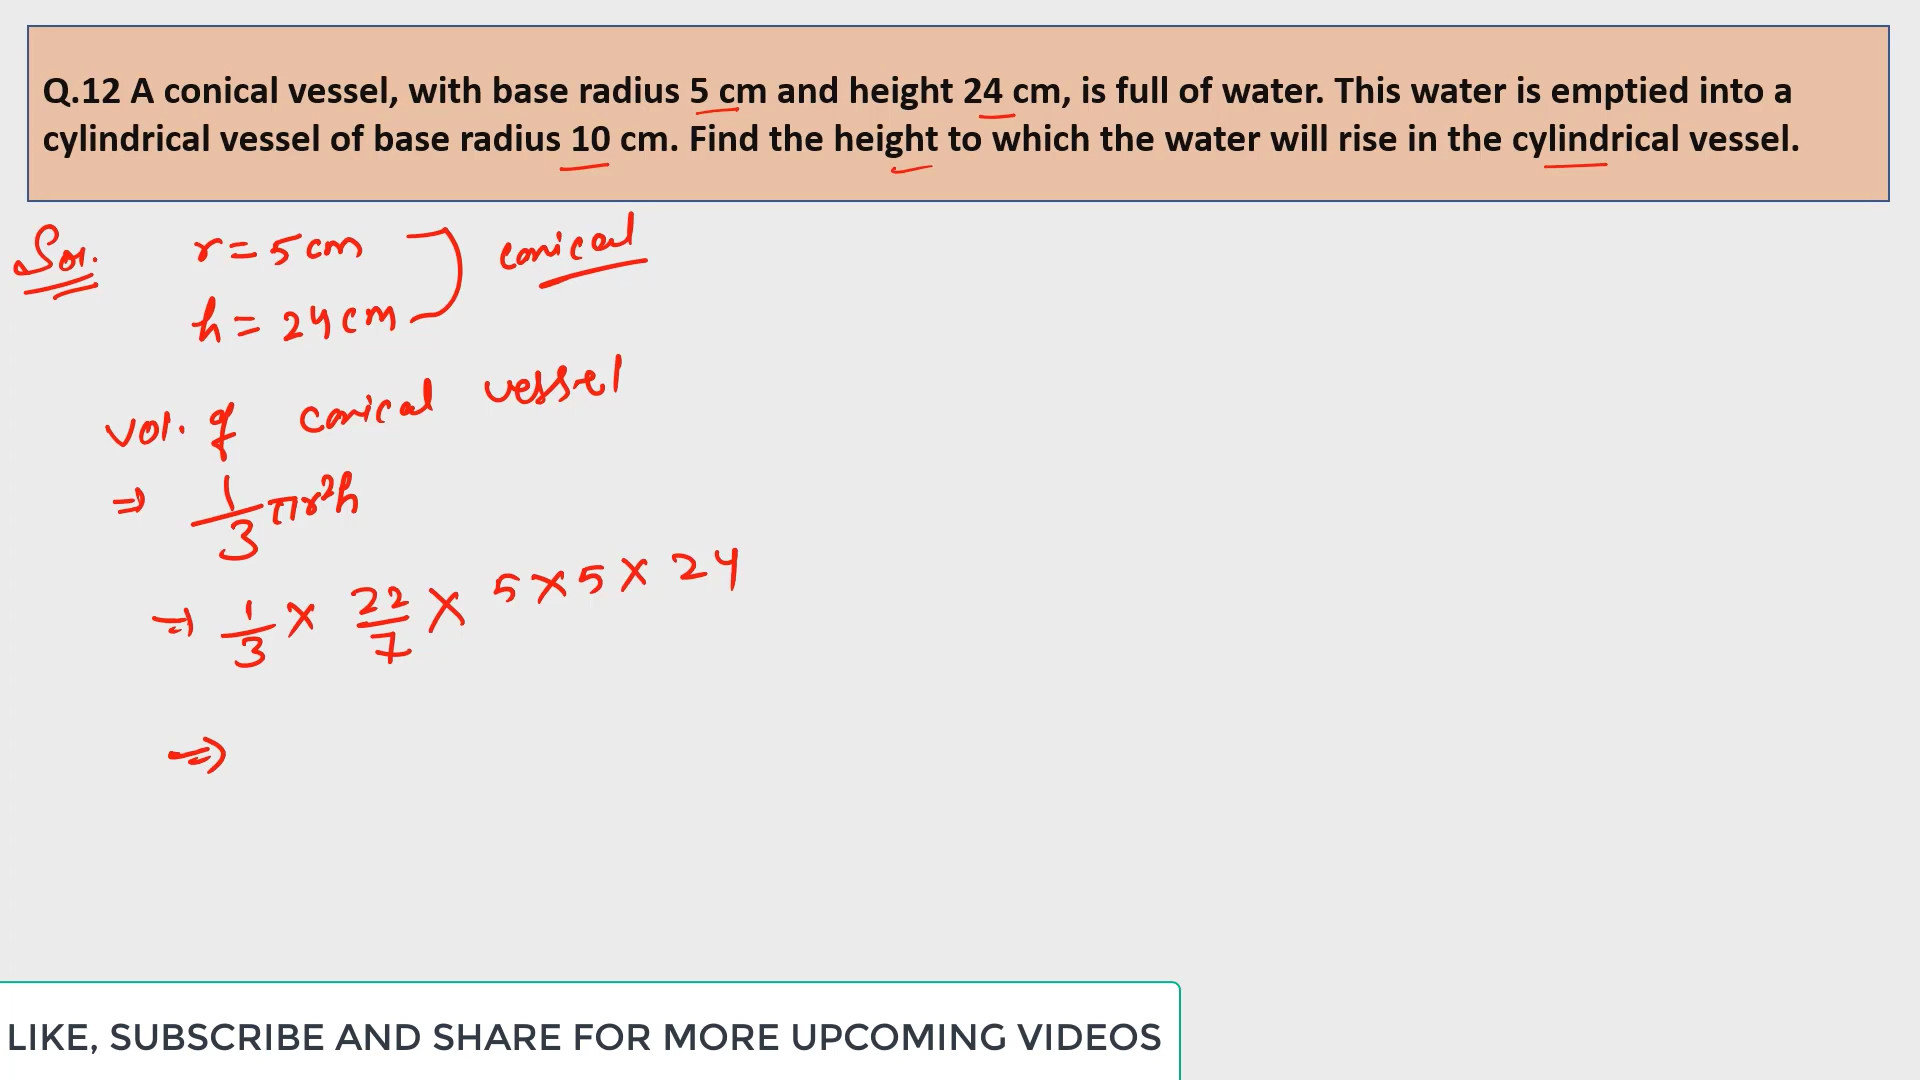 Q.12 A conical vessel, with base radius 5 cm and height 24 cm, is full of water. This water is emptied into a
cylindrical vessel of base radius 10 cm. Find the height to which the water will rise in the cylindrical vessel.
Sol. r = 5 cm conical
h = 24 cm
Vol. of conical vessel
⇒ 1/3 πr²h
⇒ 1/3 × 22/7 × 5 × 5 × 24
⇒
LIKE, SUBSCRIBE AND SHARE FOR MORE UPCOMING VIDEOS